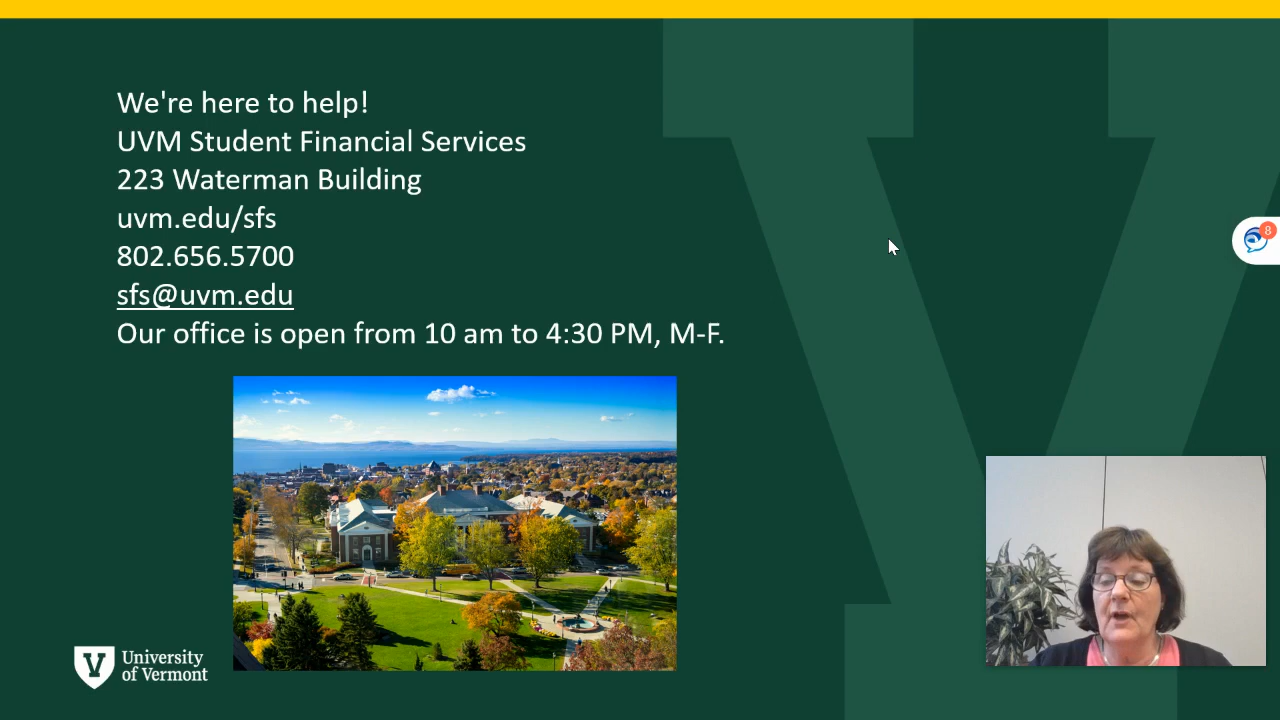 We're here to help!
UVM Student Financial Services
223 Waterman Building
uvm.edu/sfs
802.656.5700
sfs@uvm.edu
Our office is open from 10 am to 4:30 PM, M-F.
8
V University
of Vermont